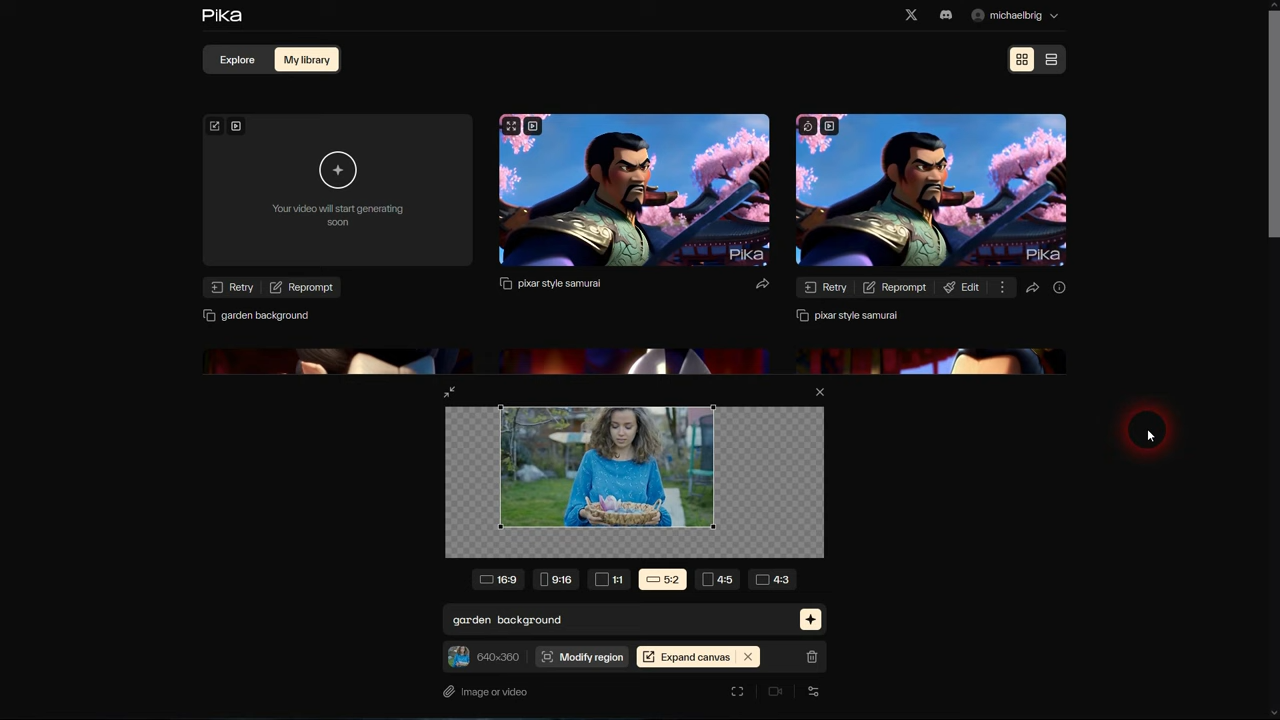 Pika
michaelbrig
Explore
My library
Your video will start generating
soon
Pika
Pika
Retry
Reprompt
pixar style samurai
Retry
Reprompt
Edit
garden background
pixar style samurai
16:9
9:16
1:1
5:2
4:5
4:3
garden background
640×360
Modify region
Expand canvas
Image or video